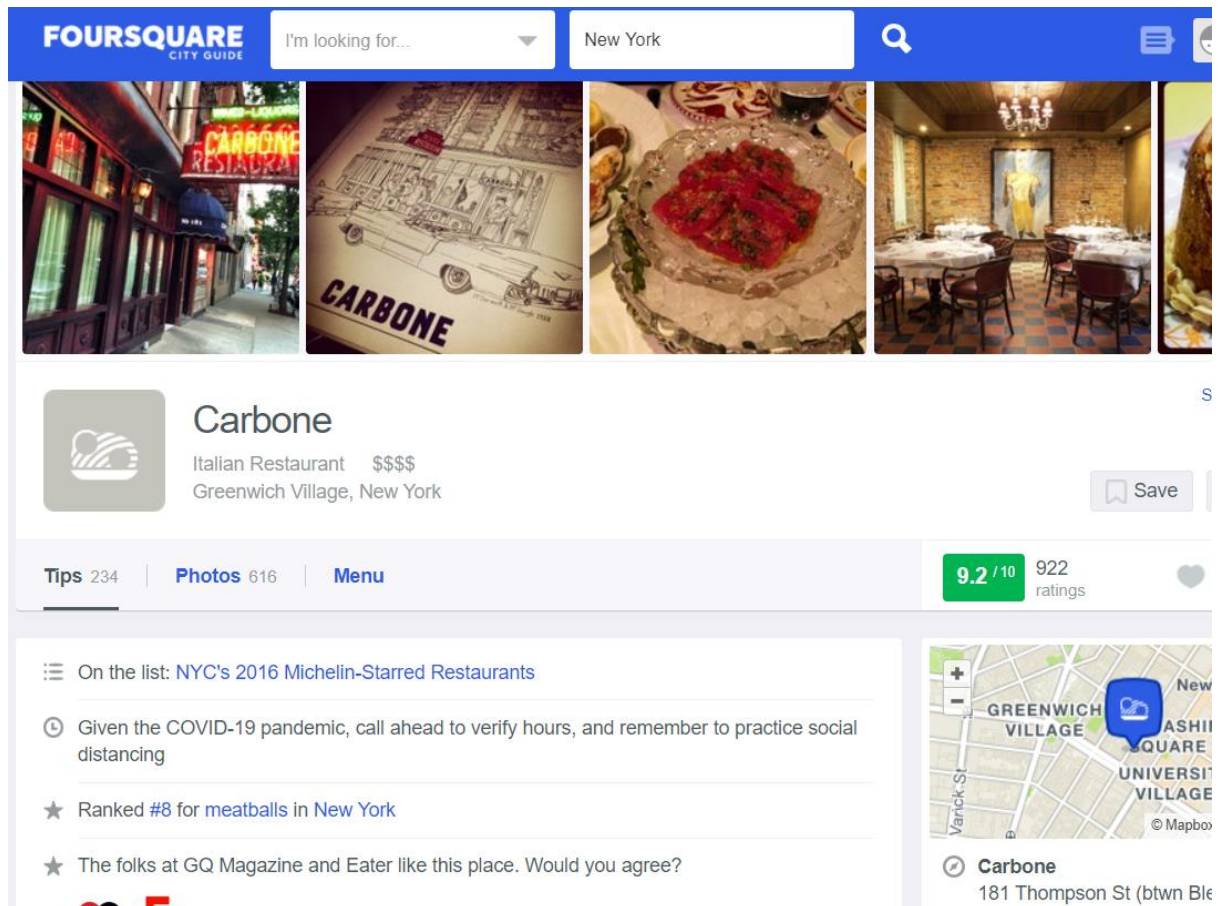 FOURSQUARE
CITY GUIDE
I'm looking for...
New York
CARBONE
RESTAURANT
CARBONE
Carbone
Italian Restaurant $$$$
Greenwich Village, New York
Save
Tips 234
Photos 616
Menu
9.2 / 10
922
ratings
On the list: NYC's 2016 Michelin-Starred Restaurants
Given the COVID-19 pandemic, call ahead to verify hours, and remember to practice social
distancing
Ranked #8 for meatballs in New York
The folks at GQ Magazine and Eater like this place. Would you agree?
+
-
GREENWICH
VILLAGE
New
SQUARE
VILLAGE
Varick St
© Mapbox
Carbone
181 Thompson St (btwn Ble